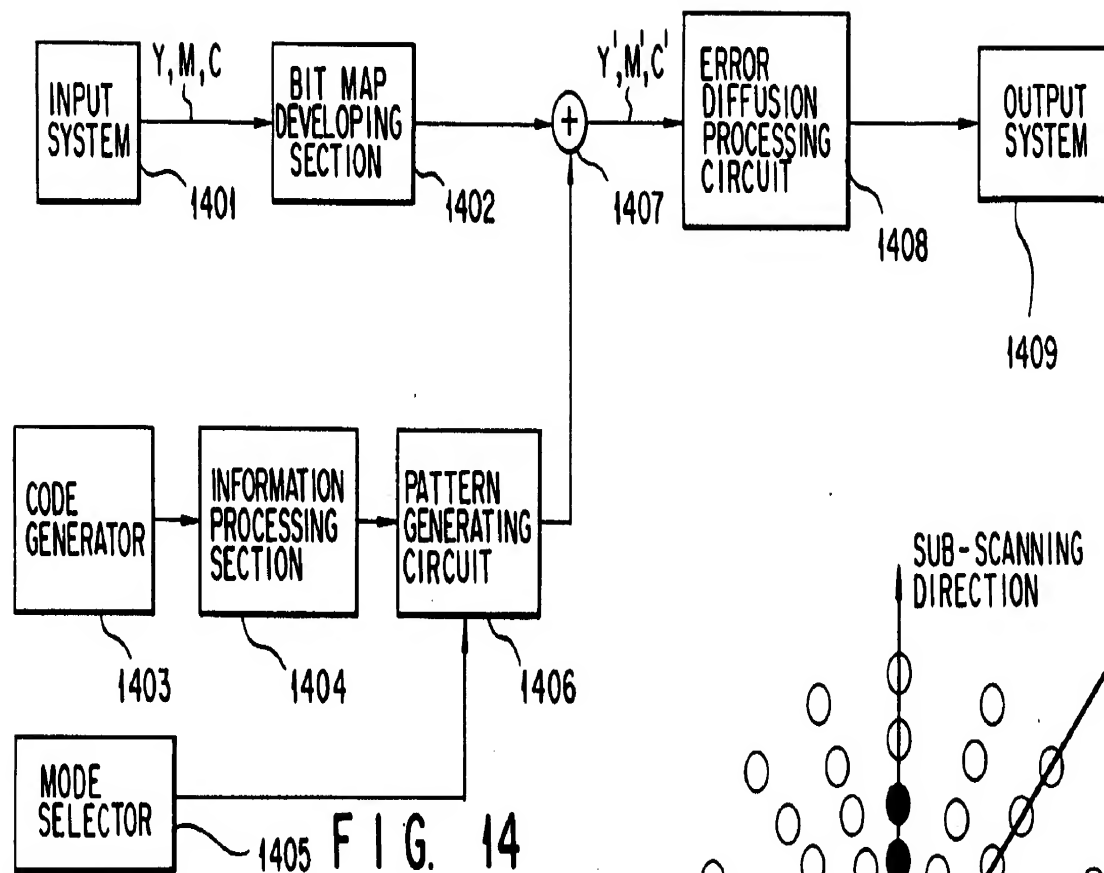 INPUT
SYSTEM
1401
Y, M, C
BIT MAP
DEVELOPING
SECTION
1402
+
1407
Y', M', C'
ERROR
DIFFUSION
PROCESSING
CIRCUIT
1408
OUTPUT
SYSTEM
1409
CODE
GENERATOR
1403
INFORMATION
PROCESSING
SECTION
1404
PATTERN
GENERATING
CIRCUIT
1406
MODE
SELECTOR
1405
FIG. 14
SUB-SCANNING
DIRECTION